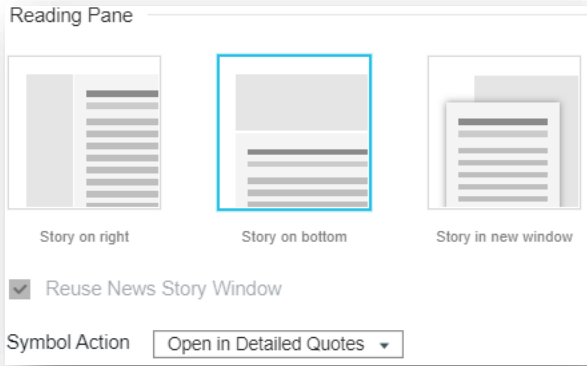 Reading Pane
Story on right
Story on bottom
Story in new window
Reuse News Story Window
Symbol Action
Open in Detailed Quotes